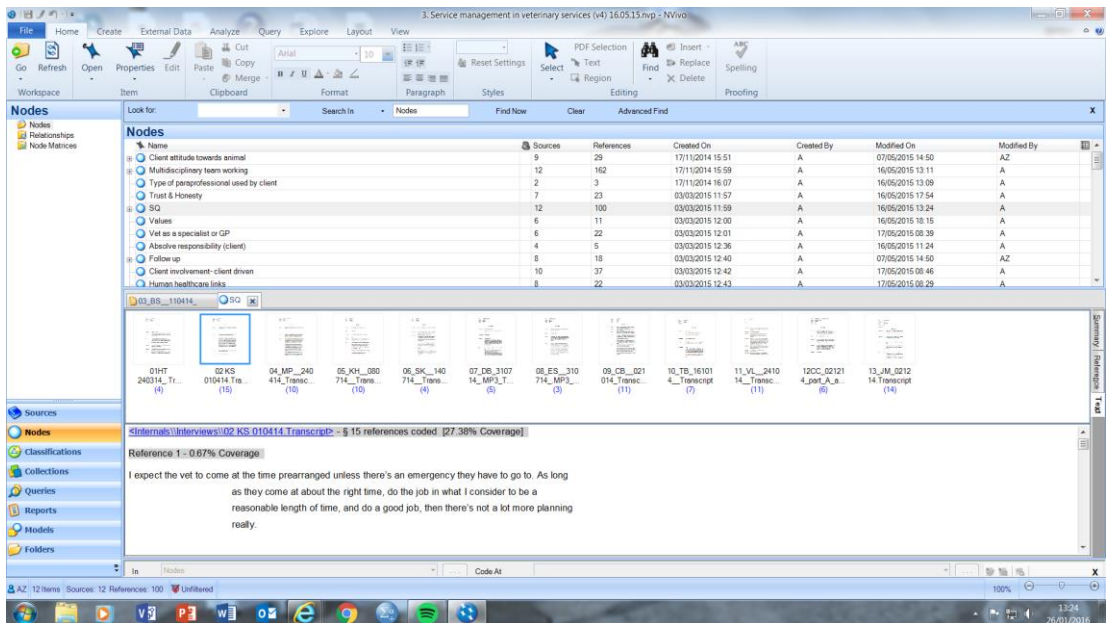 3. Service management in veterinary services (v4) 16.05.15.nvp - NVivo
File Home Create External Data Analyze Query Explore Layout View
Go Refresh Open Properties Edit Paste Cut Copy Merge Arial 10 B I U Reset Settings Select PDF Selection Text Region Find Insert Replace Delete ABC Spelling
Workspace Item Clipboard Format Paragraph Styles Editing Proofing
Nodes
Nodes
Relationships
Node Matrices
Look for: Search In Nodes Find Now Clear Advanced Find X
Nodes
Name Sources References Created On Created By Modified On Modified By
Client attitude towards animal 9 29 17/11/2014 15:51 A 07/05/2015 14:50 AZ
Multidisciplinary team working 12 162 17/11/2014 15:59 A 16/05/2015 13:11 A
Type of paraprofessional used by client 2 3 17/11/2014 16:07 A 16/05/2015 13:09 A
Trust & Honesty 7 23 03/03/2015 11:57 A 16/05/2015 17:54 A
SQ 12 100 03/03/2015 11:59 A 16/05/2015 13:24 A
Values 6 11 03/03/2015 12:00 A 16/05/2015 18:15 A
Vet as a specialist or GP 6 22 03/03/2015 12:01 A 17/05/2015 08:39 A
Absolve responsibility (client) 4 5 03/03/2015 12:36 A 16/05/2015 11:24 A
Follow up 8 18 03/03/2015 12:40 A 07/05/2015 14:50 AZ
Client involvement- client driven 10 37 03/03/2015 12:42 A 17/05/2015 08:46 A
Human healthcare links 8 22 03/03/2015 12:43 A 17/05/2015 08:29 A
03_BS__110414_ SQ
01HT 240314_ Tr... (4)
02 KS 010414.Tra... (15)
04_MP__240 414_Transc... (10)
05_KH__080 714__Trans... (10)
06_SK__140 714__Trans... (4)
07_DB_3107 14_MP3_T... (5)
08_ES__310 714_MP3_... (3)
09_CB__021 014_Transc... (11)
10_TB_16101 4__Transcript (7)
11_VL__2410 14__Transc... (11)
12CC_02121 4_part_A_a... (6)
13_JM_0212 14.Transcript (14)
Summary Reference Text
Sources
Nodes
Classifications
Collections
Queries
Reports
Models
Folders
<Internals\\Interviews\\02 KS 010414.Transcript> - § 15 references coded [27.38% Coverage]
Reference 1 - 0.67% Coverage
I expect the vet to come at the time prearranged unless there's an emergency they have to go to. As long
as they come at about the right time, do the job in what I consider to be a
reasonable length of time, and do a good job, then there's not a lot more planning
really.
In Nodes Code At X
AZ 12 Items Sources: 12 References: 100 Unfiltered 100%
13:24
26/01/2016